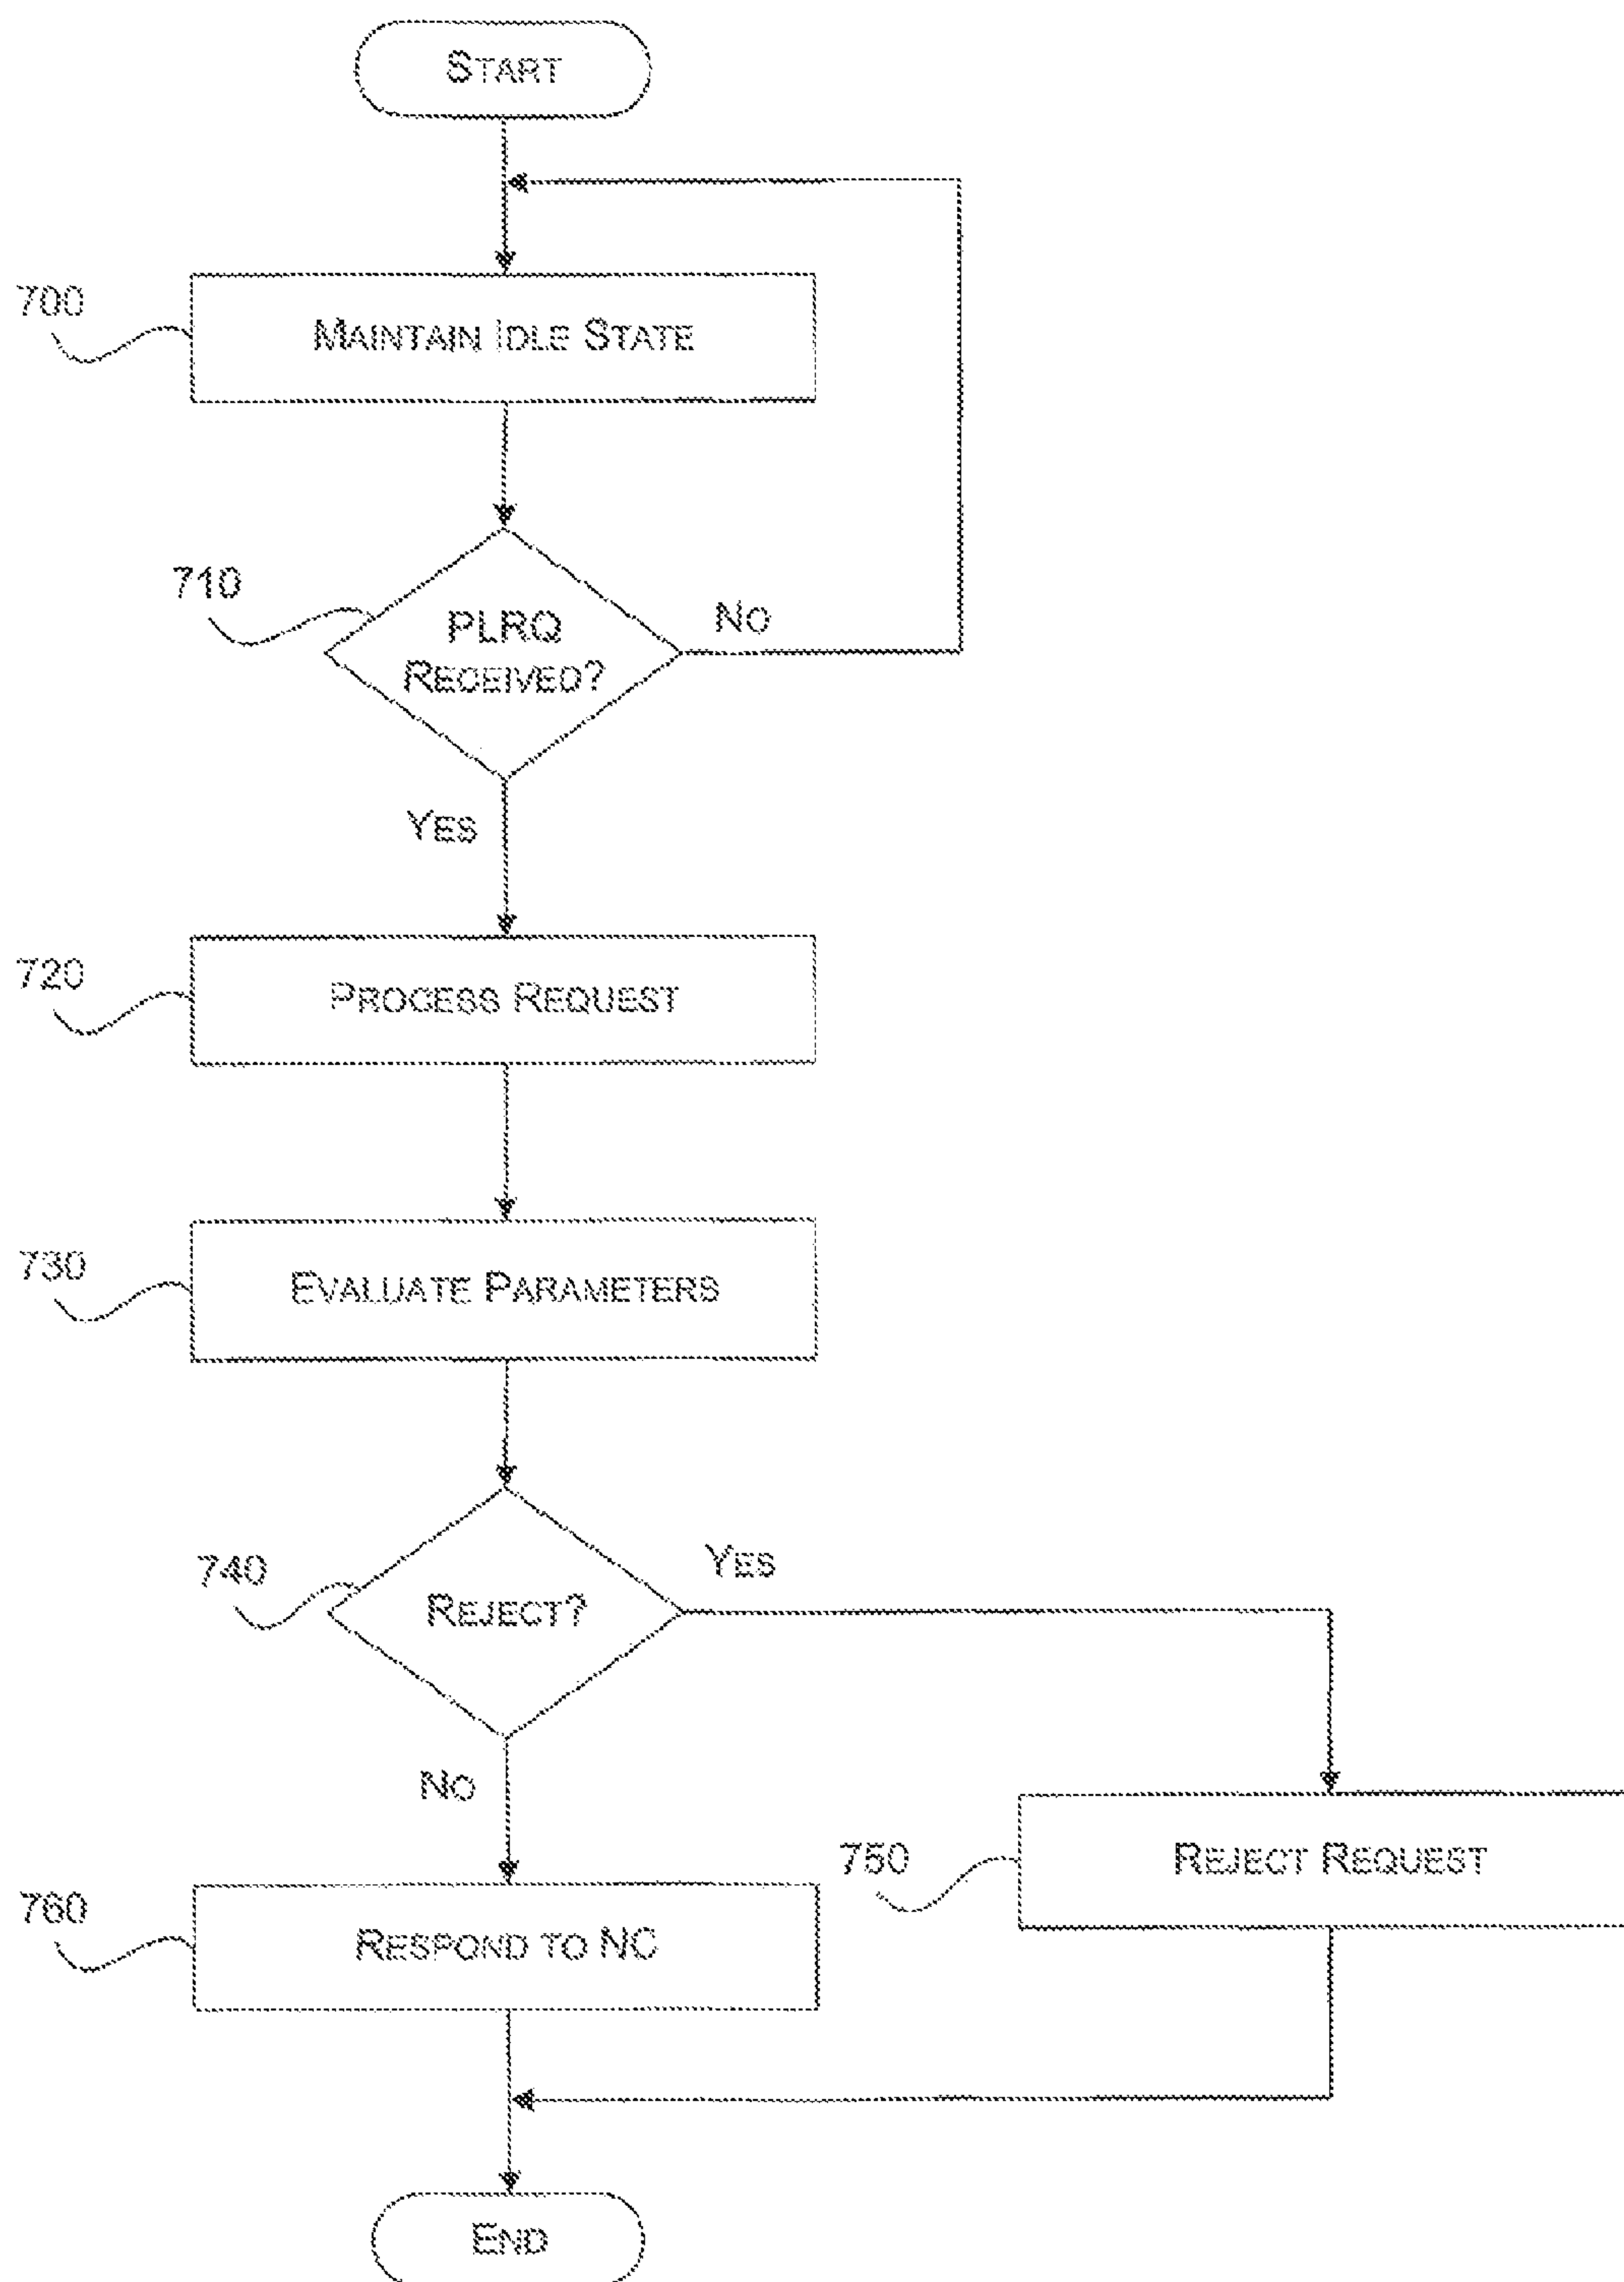 START
700
MAINTAIN IDLE STATE
710
PLRQ
RECEIVED?
NO
YES
720
PROCESS REQUEST
730
EVALUATE PARAMETERS
740
REJECT?
YES
NO
750
REJECT REQUEST
760
RESPOND TO NC
END